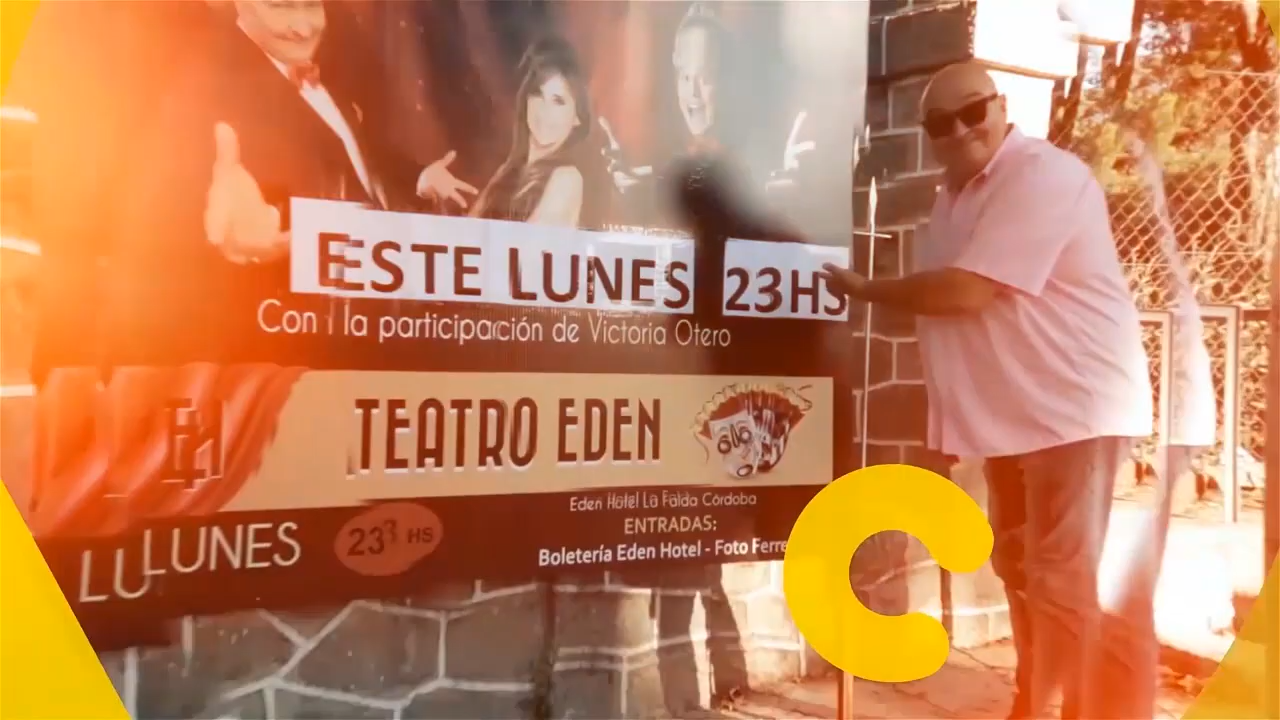 ESTE LUNES 23HS
Con la participación de Victoria Otero
EH
TEATRO EDEN
Eden Hotel La Falda Córdoba
ENTRADAS:
LUNES 23 HS
Boletería Eden Hotel - Foto
C